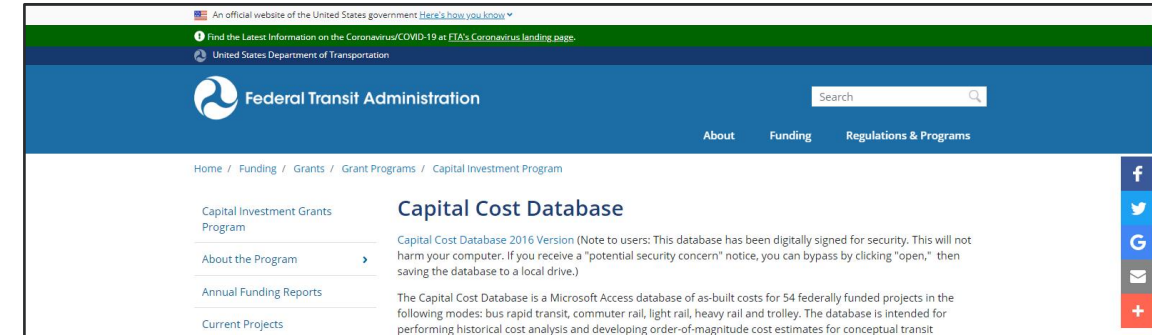 An official website of the United States government Here's how you know
Find the Latest Information on the Coronavirus/COVID-19 at FTA's Coronavirus landing page.
United States Department of Transportation
Federal Transit Administration
Search
About Funding Regulations & Programs
Home / Funding / Grants / Grant Programs / Capital Investment Program
Capital Investment Grants
Program
About the Program
Annual Funding Reports
Current Projects
Capital Cost Database
Capital Cost Database 2016 Version (Note to users: This database has been digitally signed for security. This will not
harm your computer. If you receive a "potential security concern" notice, you can bypass by clicking "open," then
saving the database to a local drive.)
The Capital Cost Database is a Microsoft Access database of as-built costs for 54 federally funded projects in the
following modes: bus rapid transit, commuter rail, light rail, heavy rail and trolley. The database is intended for
performing historical cost analysis and developing order-of-magnitude cost estimates for conceptual transit